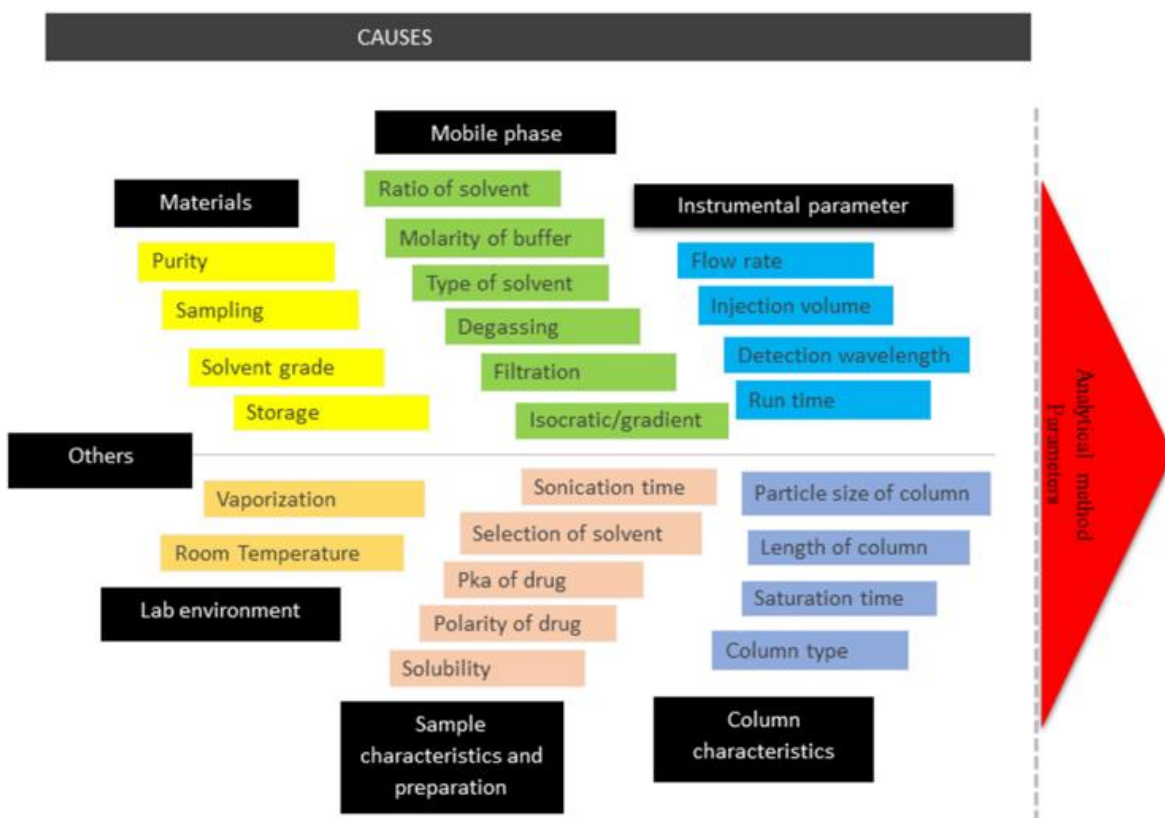 CAUSES
Mobile phase
Ratio of solvent
Molarity of buffer
Type of solvent
Degassing
Filtration
Isocratic/gradient
Materials
Purity
Sampling
Solvent grade
Storage
Instrumental parameter
Flow rate
Injection volume
Detection wavelength
Run time
Others
Vaporization
Room Temperature
Lab environment
Sonication time
Selection of solvent
Pka of drug
Polarity of drug
Solubility
Sample
characteristics and
preparation
Particle size of column
Length of column
Saturation time
Column type
Column
characteristics
Analytical method
Parameters